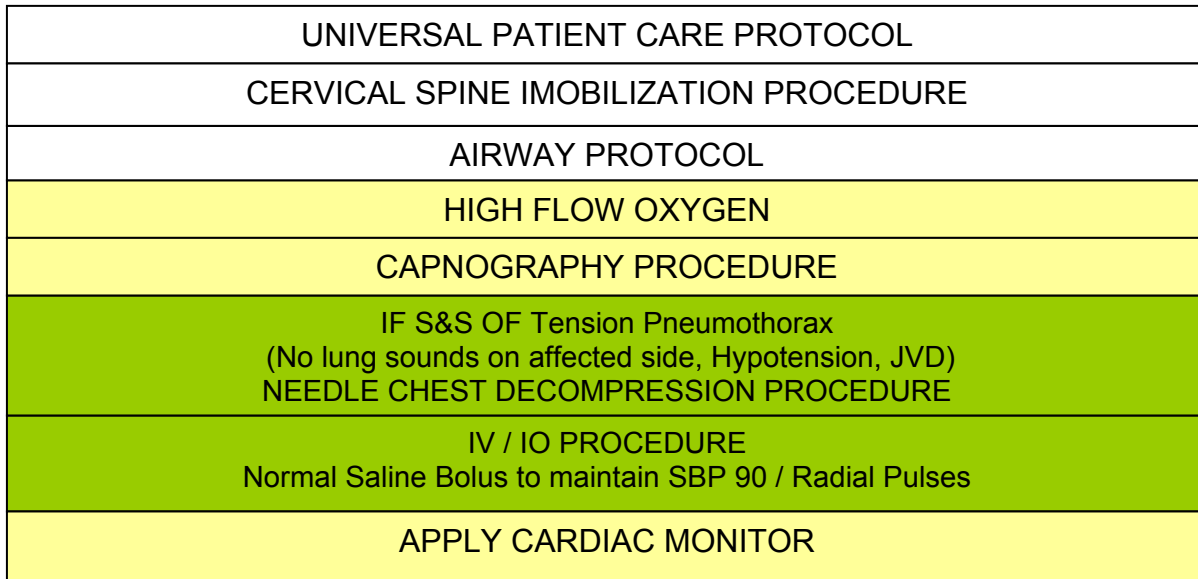 UNIVERSAL PATIENT CARE PROTOCOL
CERVICAL SPINE IMOBILIZATION PROCEDURE
AIRWAY PROTOCOL
HIGH FLOW OXYGEN
CAPNOGRAPHY PROCEDURE
IF S&S OF Tension Pneumothorax
(No lung sounds on affected side, Hypotension, JVD)
NEEDLE CHEST DECOMPRESSION PROCEDURE
IV / IO PROCEDURE
Normal Saline Bolus to maintain SBP 90 / Radial Pulses
APPLY CARDIAC MONITOR